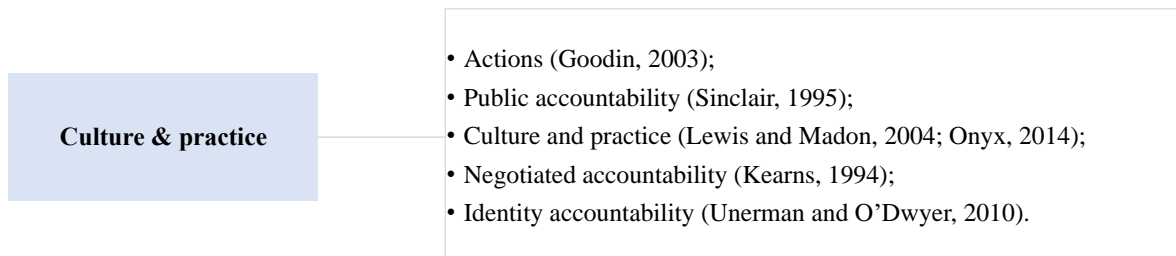 Culture & practice
• Actions (Goodin, 2003);
• Public accountability (Sinclair, 1995);
• Culture and practice (Lewis and Madon, 2004; Onyx, 2014);
• Negotiated accountability (Kearns, 1994);
• Identity accountability (Unerman and O’Dwyer, 2010).